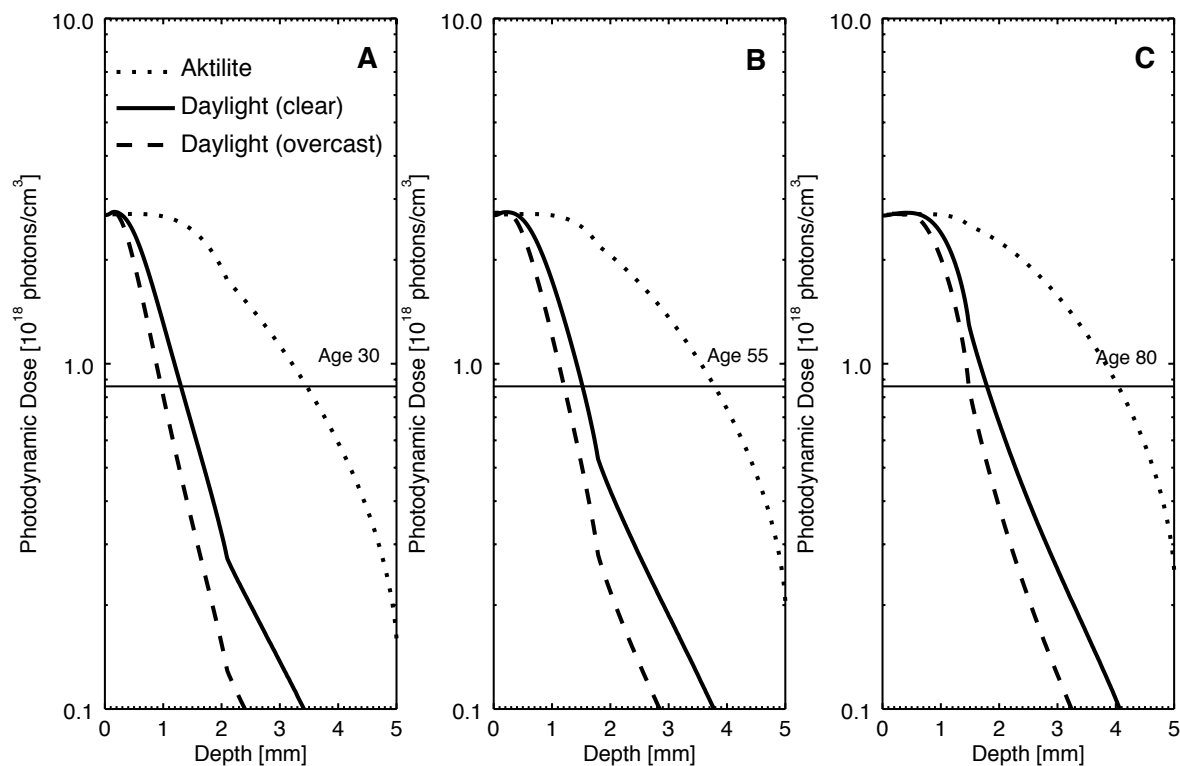 A
Aktilite
Daylight (clear)
Daylight (overcast)
10.0
1.0
0.1
Photodynamic Dose [10^18 photons/cm^3]
Age 30
0 1 2 3 4 5
Depth [mm]
B
10.0
1.0
0.1
Photodynamic Dose [10^18 photons/cm^3]
Age 55
0 1 2 3 4 5
Depth [mm]
C
10.0
1.0
0.1
Photodynamic Dose [10^18 photons/cm^3]
Age 80
0 1 2 3 4 5
Depth [mm]